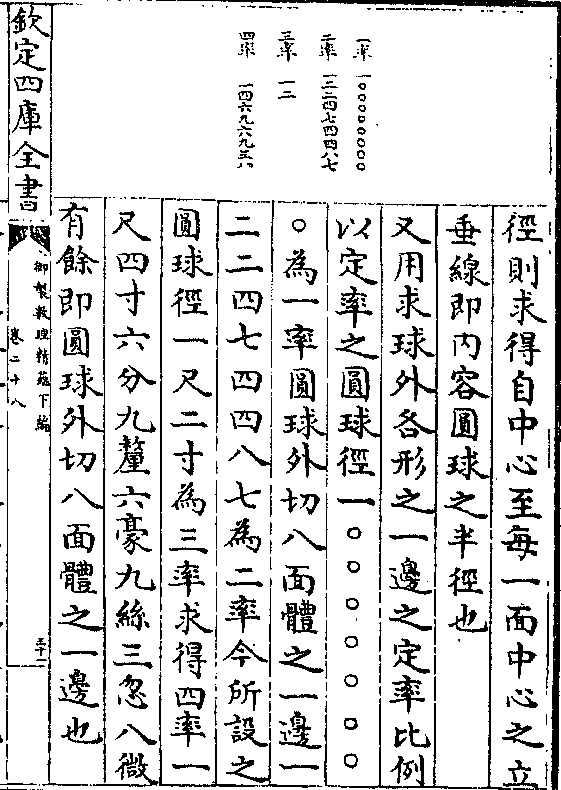 一率 一〇〇〇〇〇〇〇〇
二率 一二二四七四四八七
三率 一二
四率 一四六九六九三八
徑則求得自中心至每一面中心之立
垂線即內容圓球之半徑也
又用求球外各形之一邊之定率比例
以定率之圓球徑一〇〇〇〇〇〇〇
〇為一率圓球外切八面體之一邊一
二二四七四四八七為二率今所設之
圓球徑一尺二寸為三率求得四率一
尺四寸六分九釐六豪九絲三忽八微
有餘即圓球外切八面體之一邊也
欽定四庫全書
御製數理精蘊下編
卷二十八